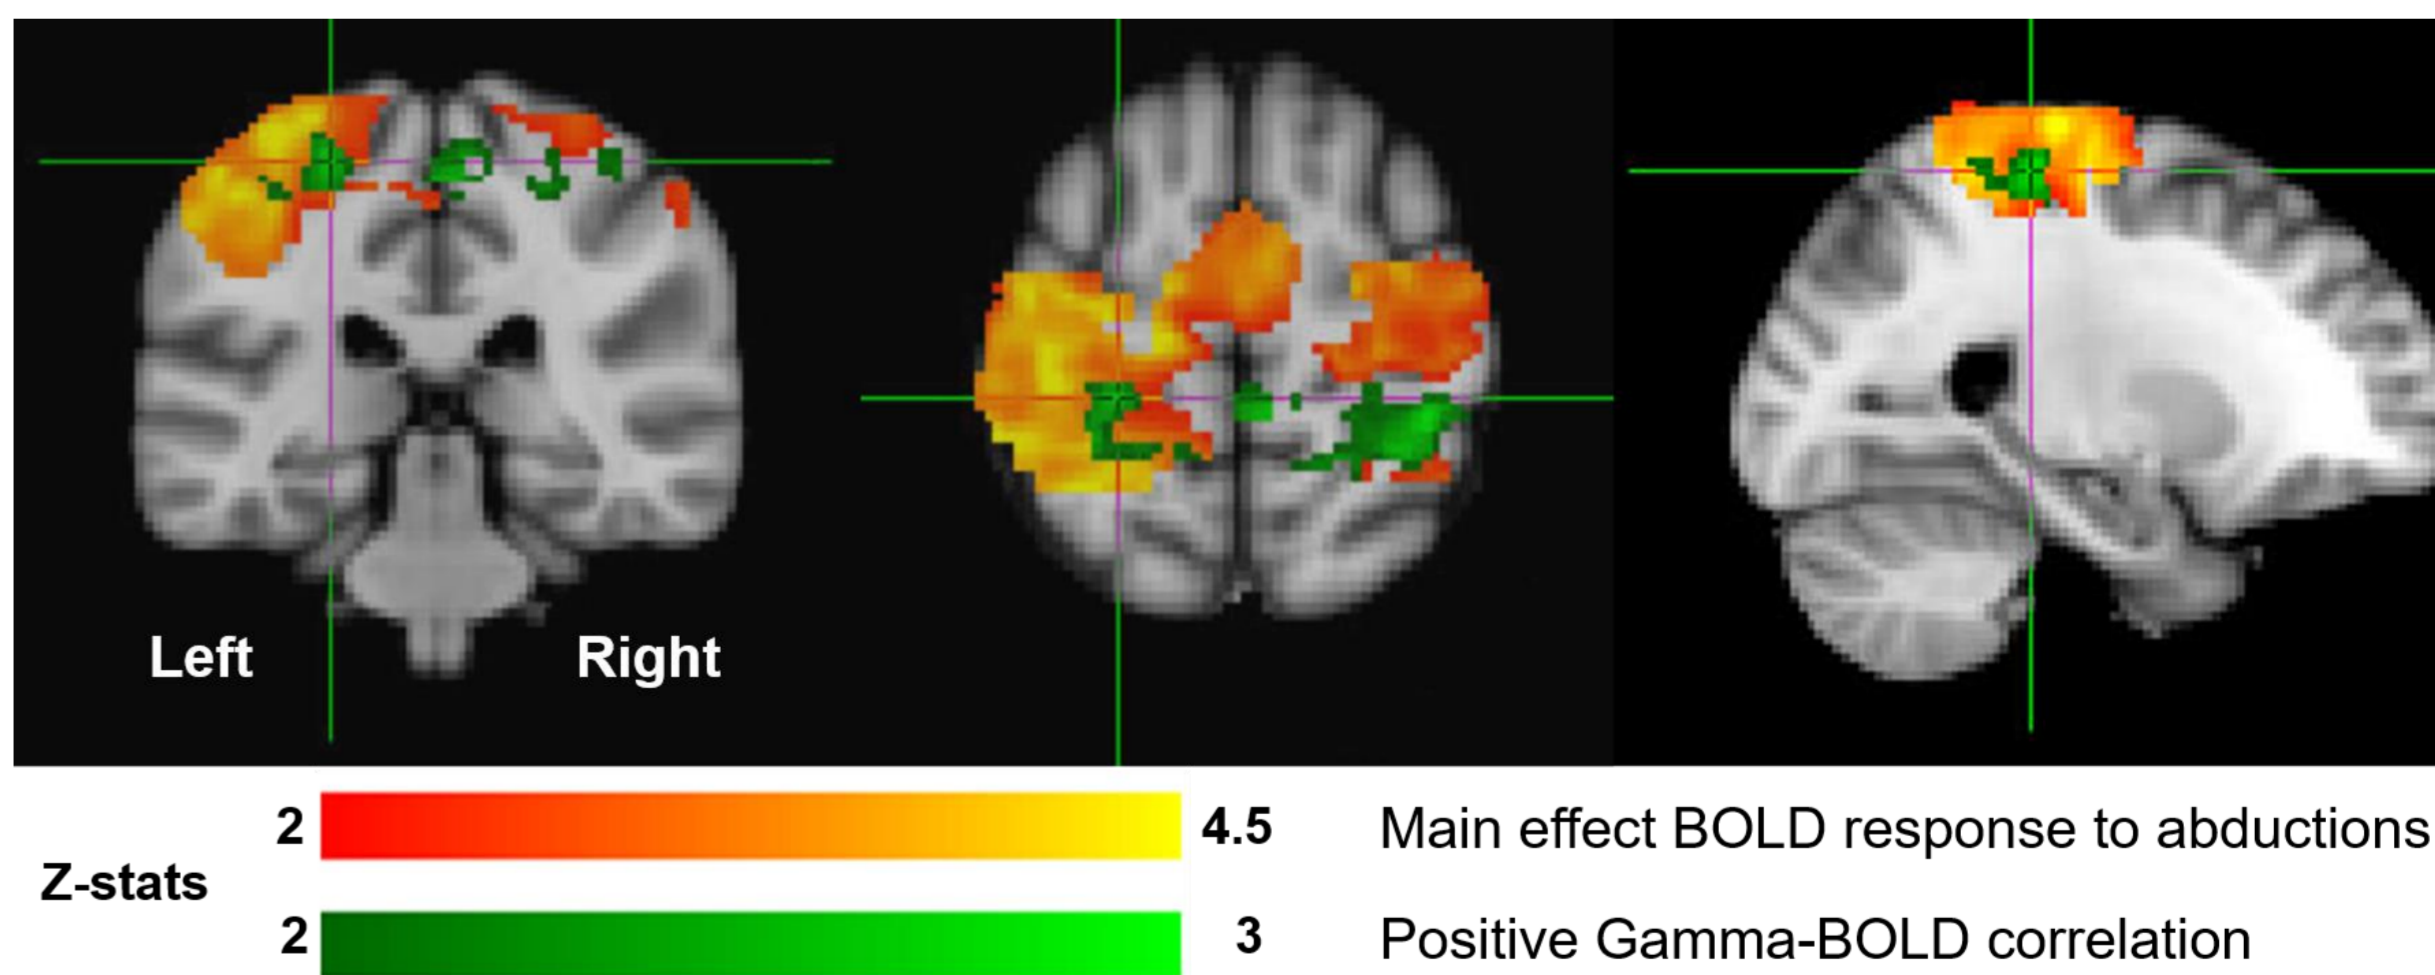 Left Right
2 4.5 Main effect BOLD response to abductions
Z-stats
2 3 Positive Gamma-BOLD correlation